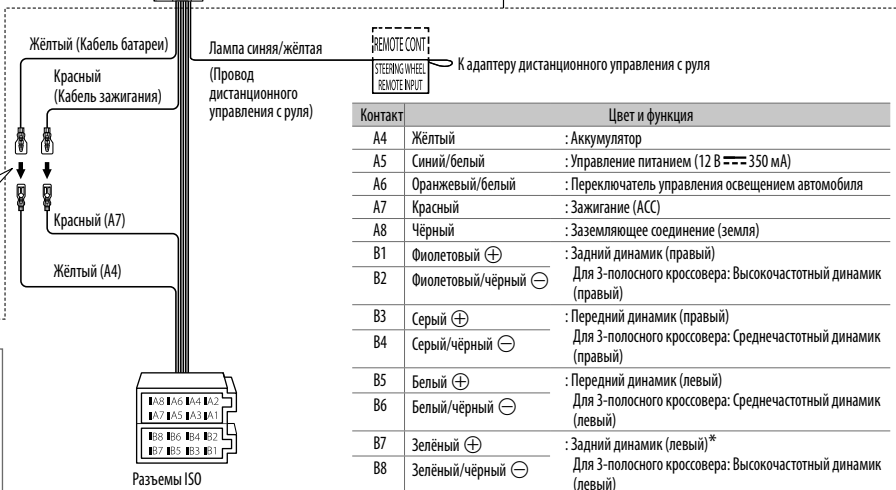 Жёлтый (Кабель батареи)
Красный
(Кабель зажигания)
Лампа синяя/жёлтая
(Провод
дистанционного
управления с руля)
REMOTE CONT
STEERING WHEEL
REMOTE INPUT
К адаптеру дистанционного управления с руля
Красный (A7)
Жёлтый (A4)
A8 A6 A4 A2
A7 A5 A3 A1
B8 B6 B4 B2
B7 B5 B3 B1
Разъемы ISO
Контакт Цвет и функция
A4 Жёлтый : Аккумулятор
A5 Синий/белый : Управление питанием (12 В ⎓ 350 мА)
A6 Оранжевый/белый : Переключатель управления освещением автомобиля
A7 Красный : Зажигание (ACC)
A8 Чёрный : Заземляющее соединение (земля)
B1 Фиолетовый ⊕ : Задний динамик (правый)
B2 Фиолетовый/чёрный ⊖ Для 3-полосного кроссовера: Высокочастотный динамик
(правый)
B3 Серый ⊕ : Передний динамик (правый)
B4 Серый/чёрный ⊖ Для 3-полосного кроссовера: Среднечастотный динамик
(правый)
B5 Белый ⊕ : Передний динамик (левый)
B6 Белый/чёрный ⊖ Для 3-полосного кроссовера: Среднечастотный динамик
(левый)
B7 Зелёный ⊕ : Задний динамик (левый)*
B8 Зелёный/чёрный ⊖ Для 3-полосного кроссовера: Высокочастотный динамик
(левый)